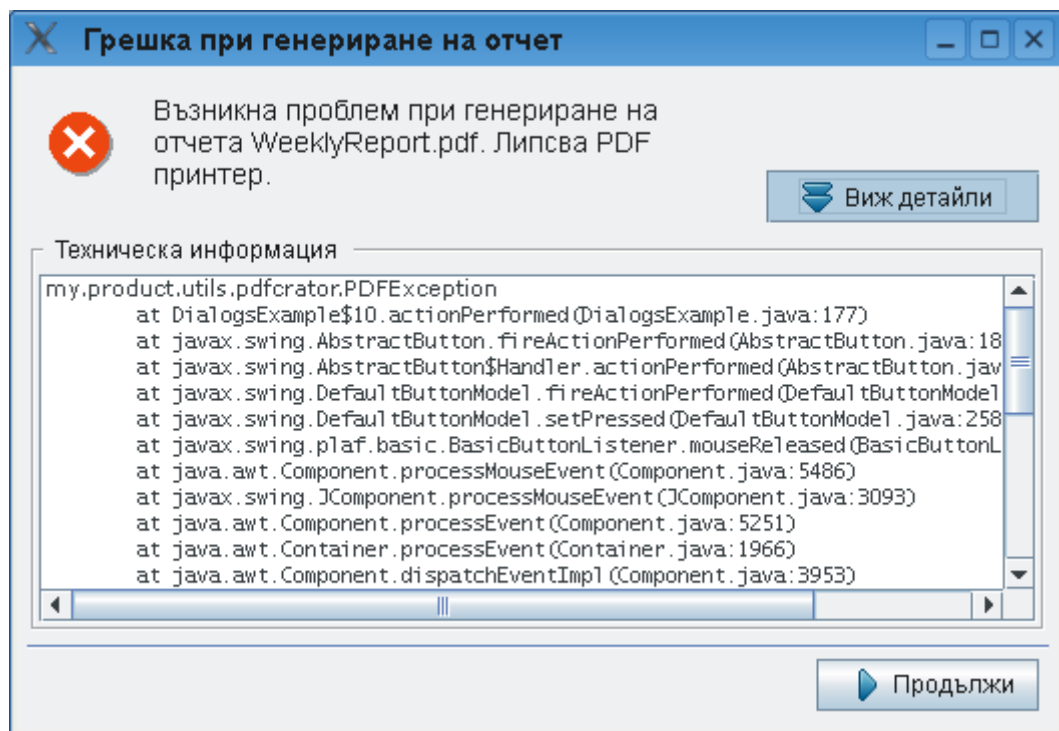 Грешка при генериране на отчет
Възникна проблем при генериране на
отчета WeeklyReport.pdf. Липсва PDF
принтер.
Виж детайли
Техническа информация
my.product.utils.pdfcrator.PDFException
at DialogsExample$10.actionPerformed(DialogsExample.java:177)
at javax.swing.AbstractButton.fireActionPerformed(AbstractButton.java:18
at javax.swing.AbstractButton$Handler.actionPerformed(AbstractButton.jav
at javax.swing.DefaultButtonModel.fireActionPerformed(DefaultButtonModel
at javax.swing.DefaultButtonModel.setPressed(DefaultButtonModel.java:258
at javax.swing.plaf.basic.BasicButtonListener.mouseReleased(BasicButtonL
at java.awt.Component.processMouseEvent(Component.java:5486)
at javax.swing.JComponent.processMouseEvent(JComponent.java:3093)
at java.awt.Component.processEvent(Component.java:5251)
at java.awt.Container.processEvent(Container.java:1966)
at java.awt.Component.dispatchEventImpl(Component.java:3953)
Продължи